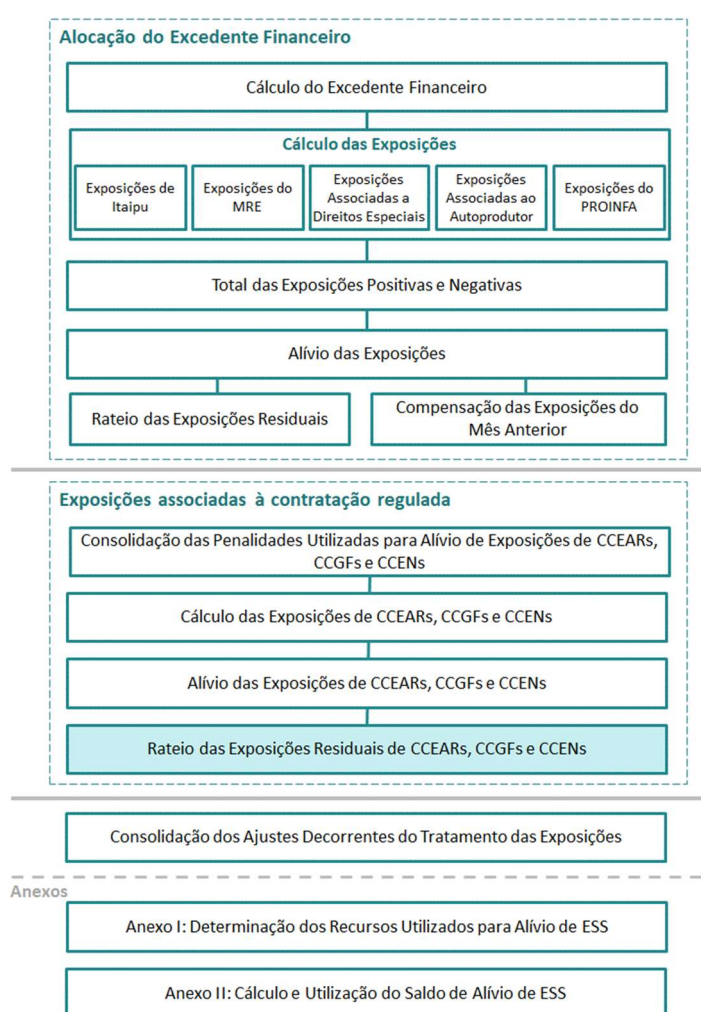 Alocação do Excedente Financeiro
Cálculo do Excedente Financeiro
Cálculo das Exposições
Exposições de
Itaipu
Exposições do
MRE
Exposições
Associadas a
Direitos Especiais
Exposições
Associadas ao
Autoprodutor
Exposições do
PROINFA
Total das Exposições Positivas e Negativas
Alívio das Exposições
Rateio das Exposições Residuais
Compensação das Exposições do
Mês Anterior
Exposições associadas à contratação regulada
Consolidação das Penalidades Utilizadas para Alívio de Exposições de CCEARs,
CCGFs e CCENs
Cálculo das Exposições de CCEARs, CCGFs e CCENs
Alívio das Exposições de CCEARs, CCGFs e CCENs
Rateio das Exposições Residuais de CCEARs, CCGFs e CCENs
Consolidação dos Ajustes Decorrentes do Tratamento das Exposições
Anexos
Anexo I: Determinação dos Recursos Utilizados para Alívio de ESS
Anexo II: Cálculo e Utilização do Saldo de Alívio de ESS